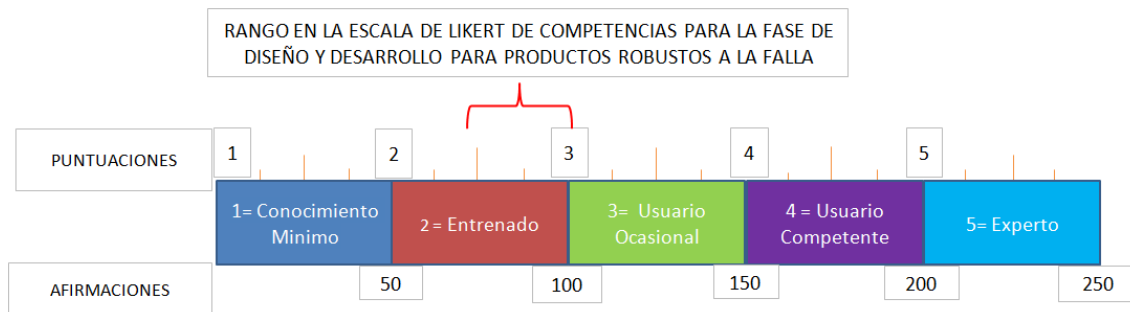 RANGO EN LA ESCALA DE LIKERT DE COMPETENCIAS PARA LA FASE DE
DISEÑO Y DESARROLLO PARA PRODUCTOS ROBUSTOS A LA FALLA
PUNTUACIONES
1
2
3
4
5
1= Conocimiento
Minimo
2 = Entrenado
3= Usuario
Ocasional
4 = Usuario
Competente
5= Experto
AFIRMACIONES
50
100
150
200
250